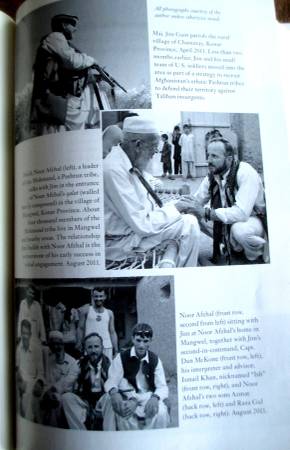 All photographs courtesy of the
author unless otherwise noted.
Maj. Jim Gant patrols the rural
village of Chawkay, Konar
Province, April 2011. Less than two
months earlier, Jim and his small
team of U.S. soldiers moved into the
area as part of a strategy to recruit
Afghanistan's ethnic Pashtun tribes
to defend their territory against
Taliban insurgents.
Noor Afzhal (left), a leader
of the Mohmand, a Pashtun tribe,
talks with Jim in the entrance
of Noor Afzhal's qalat (walled
compound) in the village of
Mangwel, Konar Province. About
four thousand members of the
Mohmand tribe live in Mangwel
and nearby areas. The relationship
Jim builds with Noor Afzhal is the
cornerstone of his early success in
tribal engagement. August 2011.
Noor Afzhal (front row,
second from left) sitting with
Jim at Noor Afzhal's home in
Mangwel, together with Jim's
second-in-command, Capt.
Dan McKone (front row, left);
his interpreter and adviser,
Ismail Khan, nicknamed "Ish"
(front row, right); and Noor
Afzhal's two sons Azmat
(back row, left) and Raza Gul
(back row, right). August 2011.